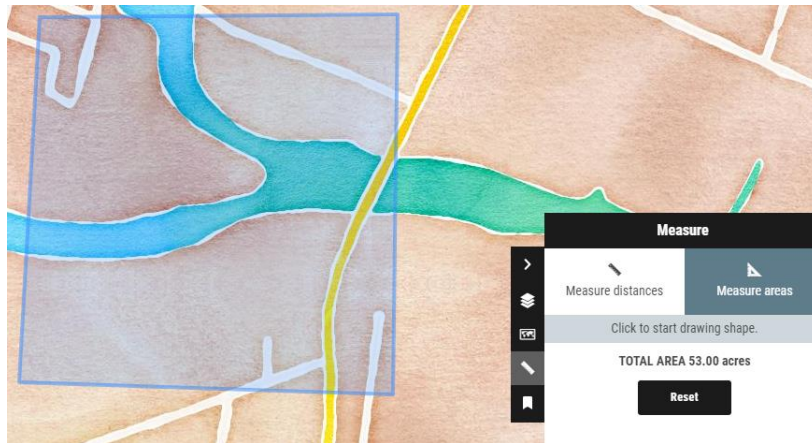 Measure
Measure distances
Measure areas
Click to start drawing shape.
TOTAL AREA 53.00 acres
Reset